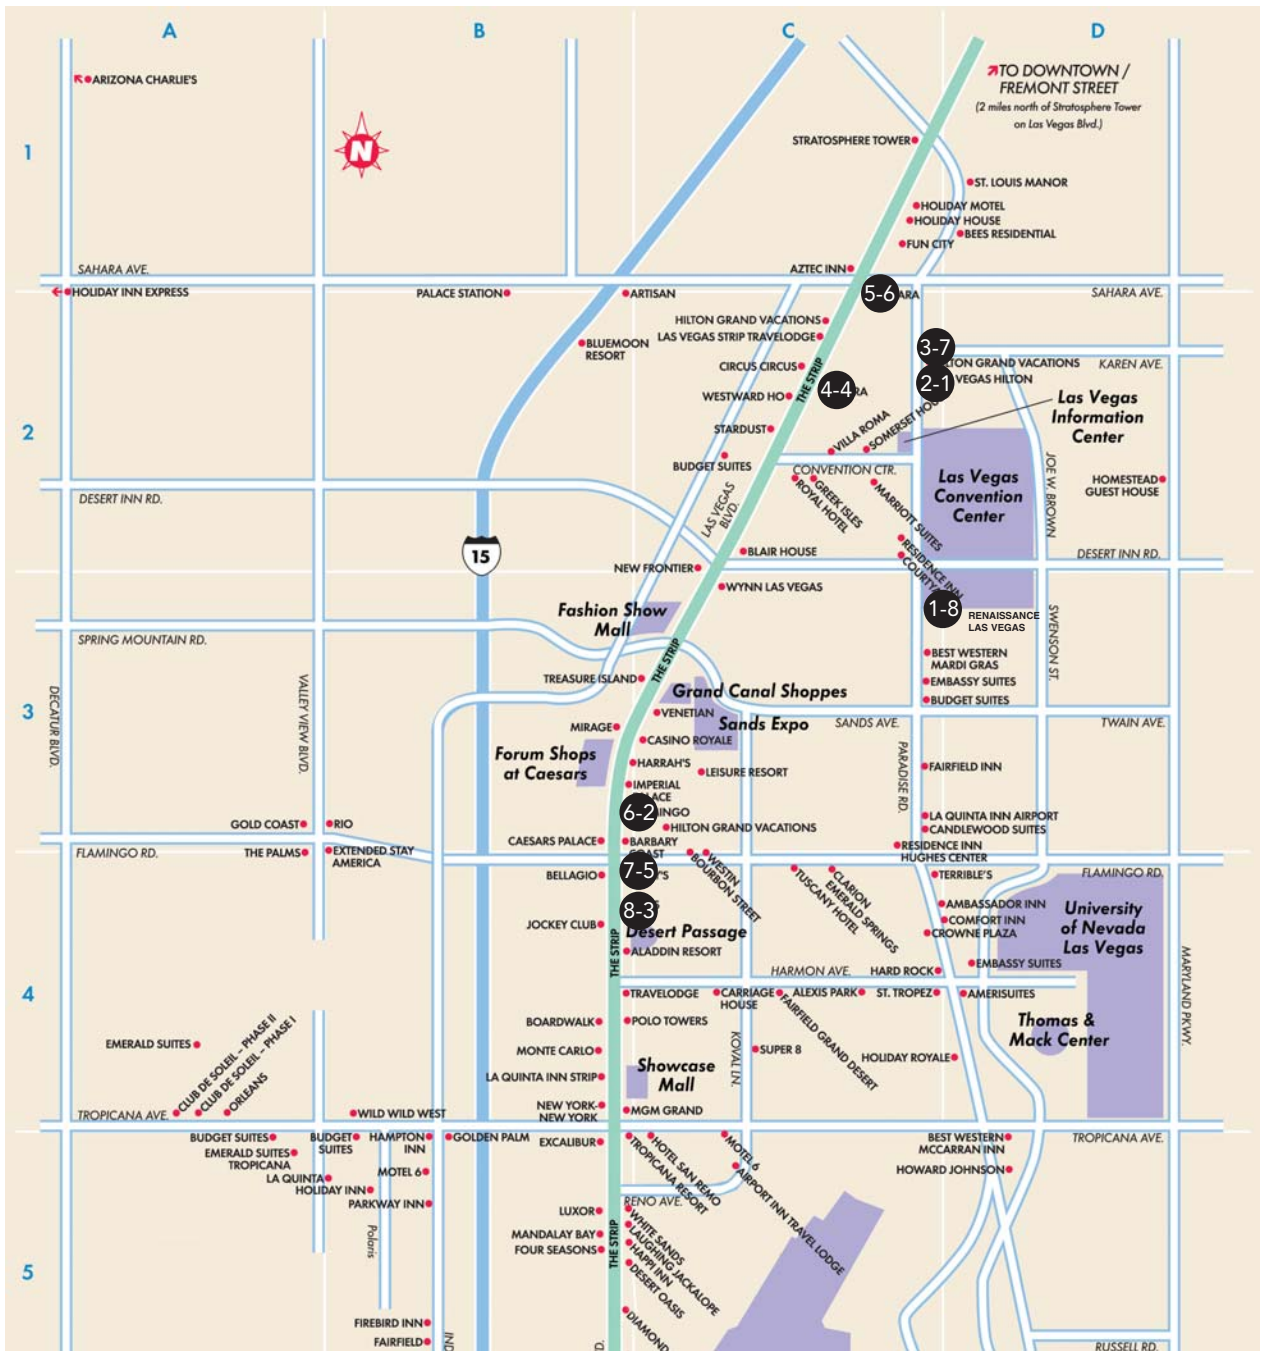 A
B
C
D
ARIZONA CHARLIE'S
TO DOWNTOWN /
FREMONT STREET
(2 miles north of Stratosphere Tower
on Las Vegas Blvd.)
1
N
STRATOSPHERE TOWER
ST. LOUIS MANOR
HOLIDAY MOTEL
HOLIDAY HOUSE
BEES RESIDENTIAL
FUN CITY
SAHARA AVE.
AZTEC INN
HOLIDAY INN EXPRESS
PALACE STATION
ARTISAN
5-6
ARA
SAHARA AVE.
HILTON GRAND VACATIONS
LAS VEGAS STRIP TRAVELODGE
BLUEMOON
RESORT
3-7
LTON GRAND VACATIONS
KAREN AVE.
CIRCUS CIRCUS
THE STRIP
2-1
VEGAS HILTON
WESTWARD HO
4-4
RA
Las Vegas
Information
Center
2
STARDUST
VILLA ROMA
SOMERSET HOU
BUDGET SUITES
CONVENTION CTR.
ROYAL HOTEL
GREEK ISLES
MARRIOTT SUITES
Las Vegas
Convention
Center
JOE W. BROWN
HOMESTEAD
GUEST HOUSE
DESERT INN RD.
LAS VEGAS
BLVD.
15
BLAIR HOUSE
RESIDENCE INN
COURTYA
DESERT INN RD.
NEW FRONTIER
WYNN LAS VEGAS
Fashion Show
Mall
1-8
RENAISSANCE
LAS VEGAS
SWENSON ST.
SPRING MOUNTAIN RD.
THE STRIP
BEST WESTERN
MARDI GRAS
TREASURE ISLAND
EMBASSY SUITES
BUDGET SUITES
DECATUR BLVD.
VALLEY VIEW BLVD.
Grand Canal Shoppes
3
VENETIAN
Sands Expo
SANDS AVE.
TWAIN AVE.
MIRAGE
CASINO ROYALE
PARADISE RD.
Forum Shops
at Caesars
HARRAH'S
LEISURE RESORT
FAIRFIELD INN
IMPERIAL
PALACE
6-2
INGO
HILTON GRAND VACATIONS
LA QUINTA INN AIRPORT
CANDLEWOOD SUITES
GOLD COAST
RIO
CAESARS PALACE
BARBARY
COAST
RESIDENCE INN
HUGHES CENTER
FLAMINGO RD.
THE PALMS
EXTENDED STAY
AMERICA
WESTIN
BOURBON STREET
BELLAGIO
7-5
'S
TUSCANY HOTEL
CLARION
EMERALD SPRINGS
TERRIBLE'S
FLAMINGO RD.
8-3
S
AMBASSADOR INN
COMFORT INN
CROWNE PLAZA
University
of Nevada
Las Vegas
JOCKEY CLUB
Desert Passage
ALADDIN RESORT
THE STRIP
EMBASSY SUITES
MARYLAND PKWY.
HARMON AVE.
HARD ROCK
4
TRAVELODGE
CARRIAGE
HOUSE
FAIRFIELD GRAND DESERT
ALEXIS PARK
ST. TROPEZ
AMERISUITES
BOARDWALK
POLO TOWERS
Thomas &
Mack Center
EMERALD SUITES
CLUB DE SOLEIL – PHASE II
CLUB DE SOLEIL – PHASE I
ORLEANS
MONTE CARLO
KOVAL LN.
SUPER 8
HOLIDAY ROYALE
Showcase
Mall
LA QUINTA INN STRIP
TROPICANA AVE.
WILD WILD WEST
NEW YORK-
NEW YORK
MGM GRAND
BUDGET SUITES
BUDGET
SUITES
HAMPTON
INN
GOLDEN PALM
EXCALIBUR
TROPICANA RESORT
HOTEL SAN REMO
MOTEL 6
BEST WESTERN
MCCARRAN INN
TROPICANA AVE.
EMERALD SUITES
TROPICANA
LA QUINTA
HOLIDAY INN
MOTEL 6
PARKWAY INN
AIRPORT INN TRAVEL LODGE
HOWARD JOHNSON
RENO AVE.
LUXOR
WHITE SANDS
LAUGHING JACKALOPE
HAPPI INN
DESERT OASIS
MANDALAY BAY
FOUR SEASONS
THE STRIP
Polaris
5
DIAMOND
FIREBIRD INN
FAIRFIELD
IND
D.
RUSSELL RD.